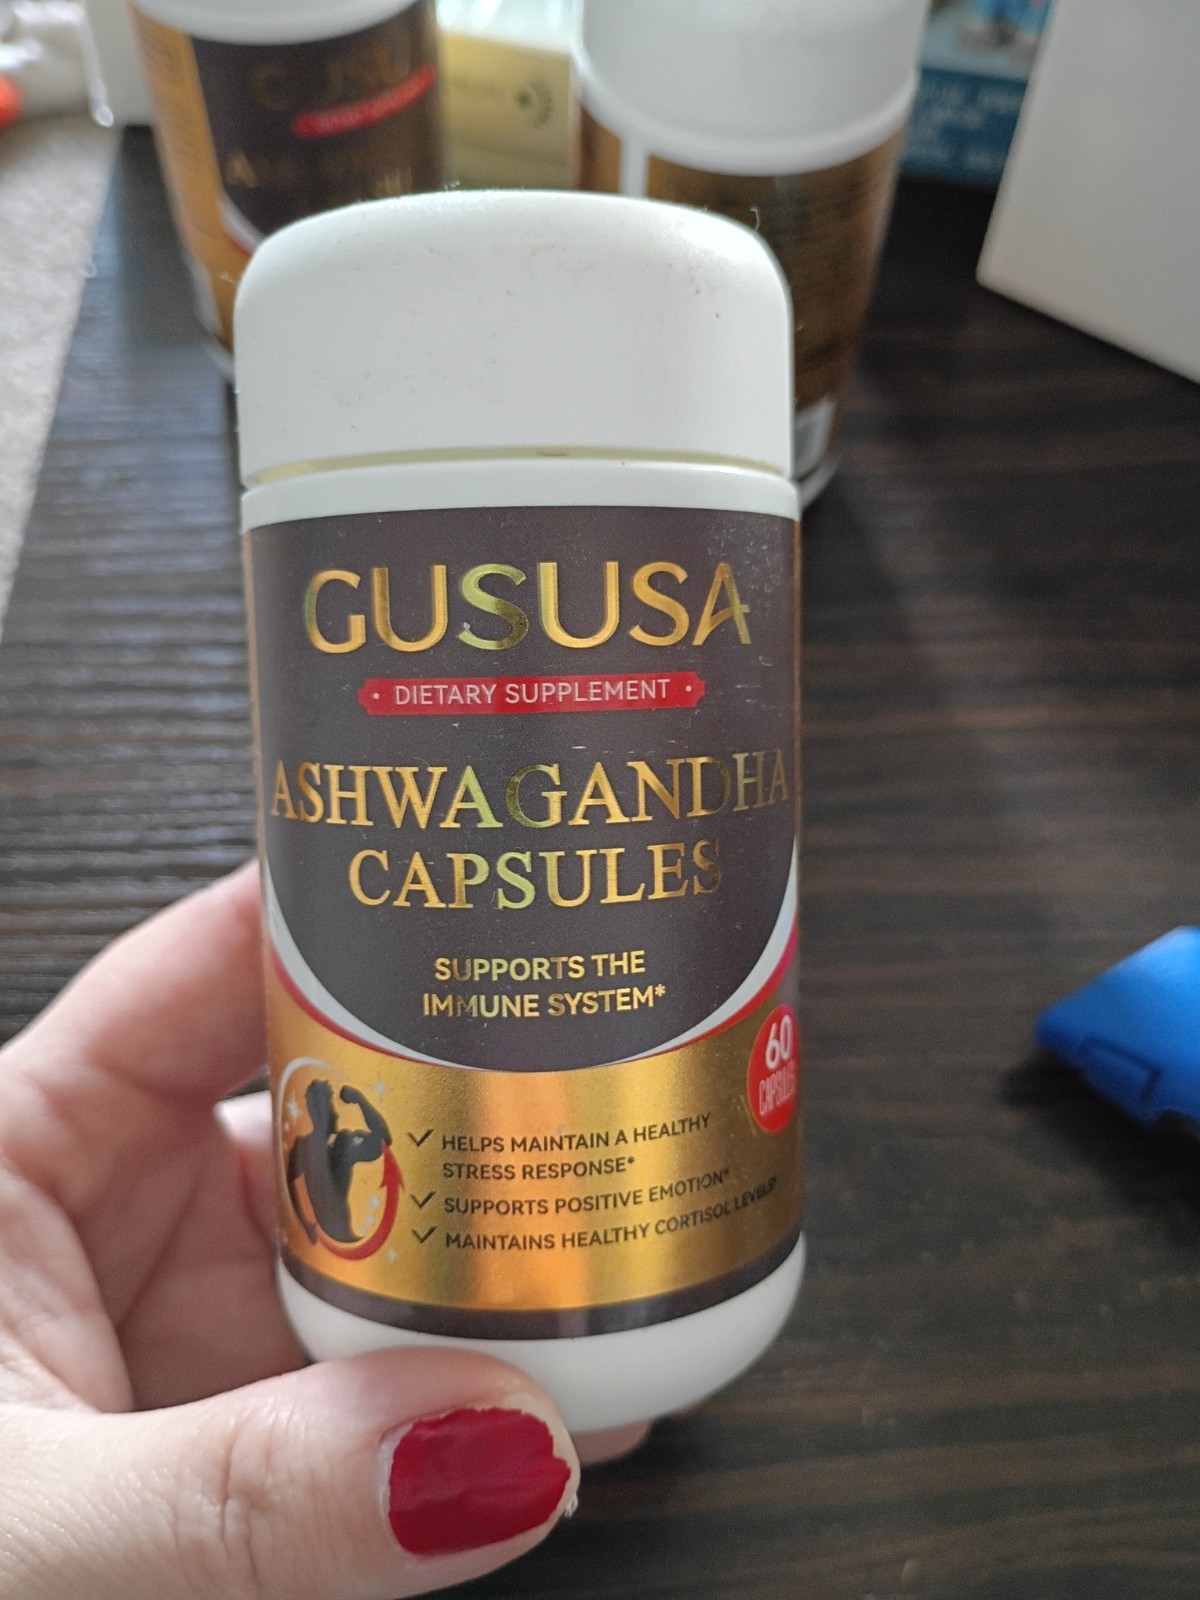 GUSUSA
DIETARY SUPPLEMENT
ASHWAGANDHA
CAPSULES
SUPPORTS THE
IMMUNE SYSTEM*
60
CAPSULES
HELPS MAINTAIN A HEALTHY
STRESS RESPONSE*
SUPPORTS POSITIVE EMOTION*
MAINTAINS HEALTHY CORTISOL LEVELS*